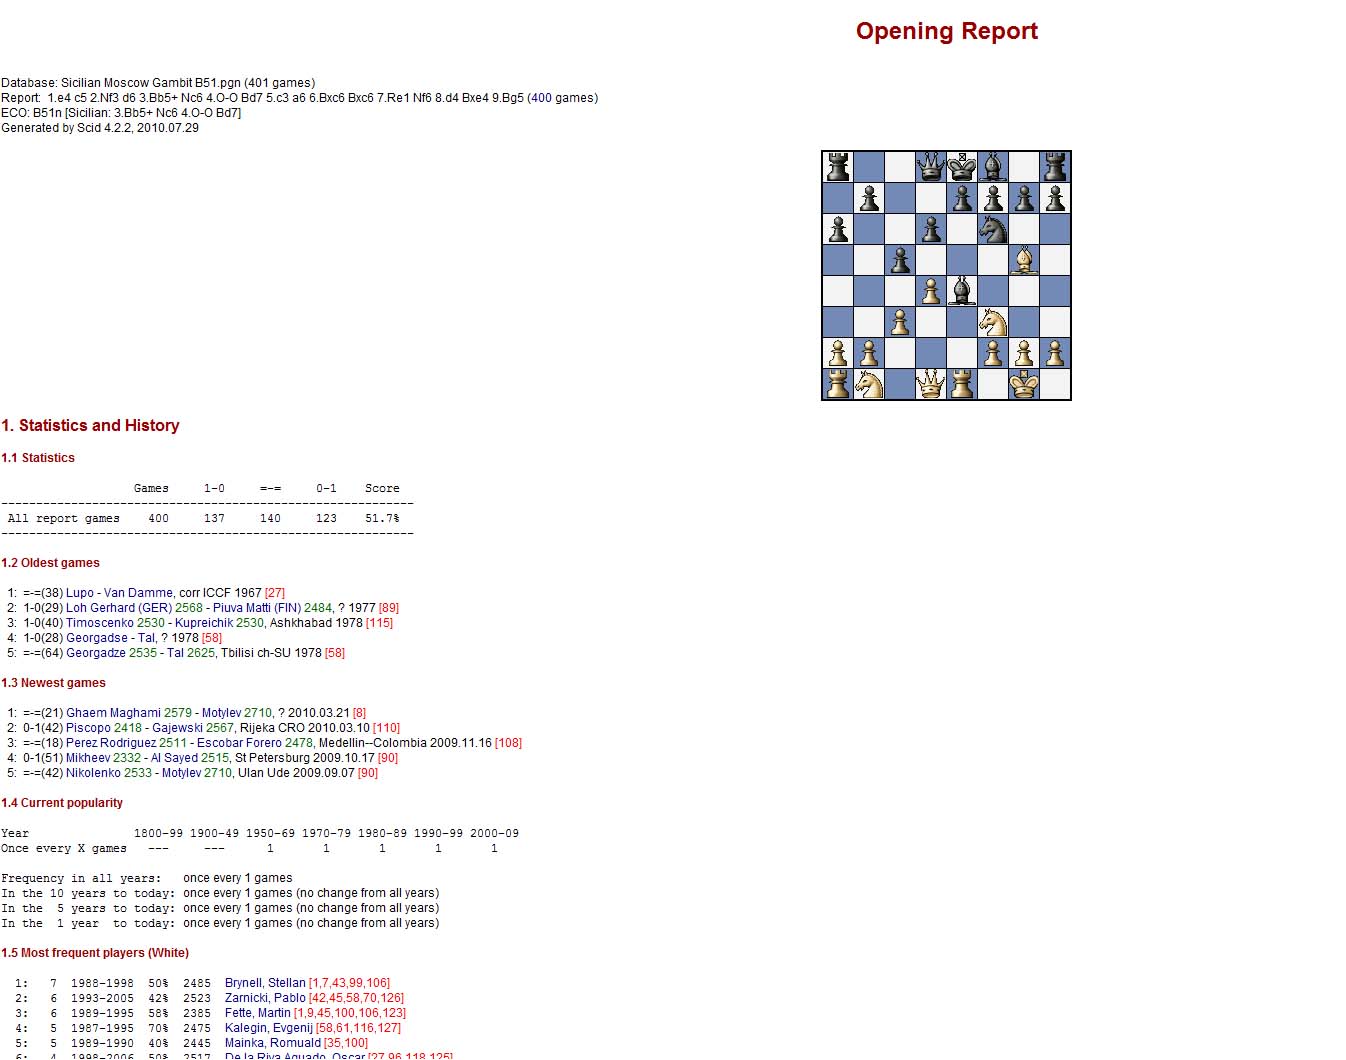 Opening Report
Database: Sicilian Moscow Gambit B51.pgn (401 games)
Report: 1.e4 c5 2.Nf3 d6 3.Bb5+ Nc6 4.O-O Bd7 5.c3 a6 6.Bxc6 Bxc6 7.Re1 Nf6 8.d4 Bxe4 9.Bg5 (400 games)
ECO: B51n [Sicilian: 3.Bb5+ Nc6 4.O-O Bd7]
Generated by Scid 4.2.2, 2010.07.29
1. Statistics and History
1.1 Statistics
Games 1-0 =-= 0-1 Score
All report games 400 137 140 123 51.7%
1.2 Oldest games
1: =-=(38) Lupo - Van Damme, corr ICCF 1967 [27]
2: 1-0(29) Loh Gerhard (GER) 2568 - Piuva Matti (FIN) 2484, ? 1977 [89]
3: 1-0(40) Timoscenko 2530 - Kupreichik 2530, Ashkhabad 1978 [115]
4: 1-0(28) Georgadse - Tal, ? 1978 [58]
5: =-=(64) Georgadze 2535 - Tal 2625, Tbilisi ch-SU 1978 [58]
1.3 Newest games
1: =-=(21) Ghaem Maghami 2579 - Motylev 2710, ? 2010.03.21 [8]
2: 0-1(42) Piscopo 2418 - Gajewski 2567, Rijeka CRO 2010.03.10 [110]
3: =-=(18) Perez Rodriguez 2511 - Escobar Forero 2478, Medellin--Colombia 2009.11.16 [108]
4: 0-1(51) Mikheev 2332 - Al Sayed 2515, St Petersburg 2009.10.17 [90]
5: =-=(42) Nikolenko 2533 - Motylev 2710, Ulan Ude 2009.09.07 [90]
1.4 Current popularity
Year 1800-99 1900-49 1950-69 1970-79 1980-89 1990-99 2000-09
Once every X games --- --- 1 1 1 1 1
Frequency in all years: once every 1 games
In the 10 years to today: once every 1 games (no change from all years)
In the 5 years to today: once every 1 games (no change from all years)
In the 1 year to today: once every 1 games (no change from all years)
1.5 Most frequent players (White)
1: 7 1988-1998 50% 2485 Brynell, Stellan [1,7,43,99,106]
2: 6 1993-2005 42% 2523 Zarnicki, Pablo [42,45,58,70,126]
3: 6 1989-1995 58% 2385 Fette, Martin [1,9,45,100,106,123]
4: 5 1987-1995 70% 2475 Kalegin, Evgenij [58,61,116,127]
5: 5 1989-1990 40% 2445 Mainka, Romuald [35,100]
6: 4 1998-2006 50% 2517 De la Riva Aguado, Oscar [27,96,118,125]